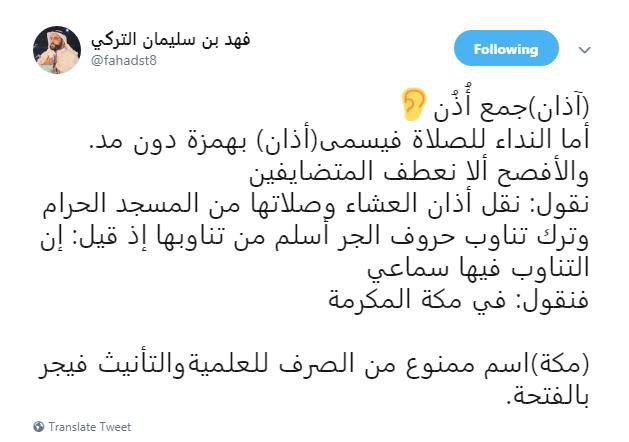 فهد بن سليمان التركي
@fahadst8
Following
(آذان)جمع أُذُن👂
أما النداء للصلاة فيسمى(أذان) بهمزة دون مد.
والأفصح ألا نعطف المتضايفين
نقول: نقل أذان العشاء وصلاتها من المسجد الحرام
وترك تناوب حروف الجر أسلم من تناوبها إذ قيل: إن
التناوب فيها سماعي
فنقول: في مكة المكرمة
(مكة)اسم ممنوع من الصرف للعلميةوالتأنيث فيجر
بالفتحة.
Translate Tweet